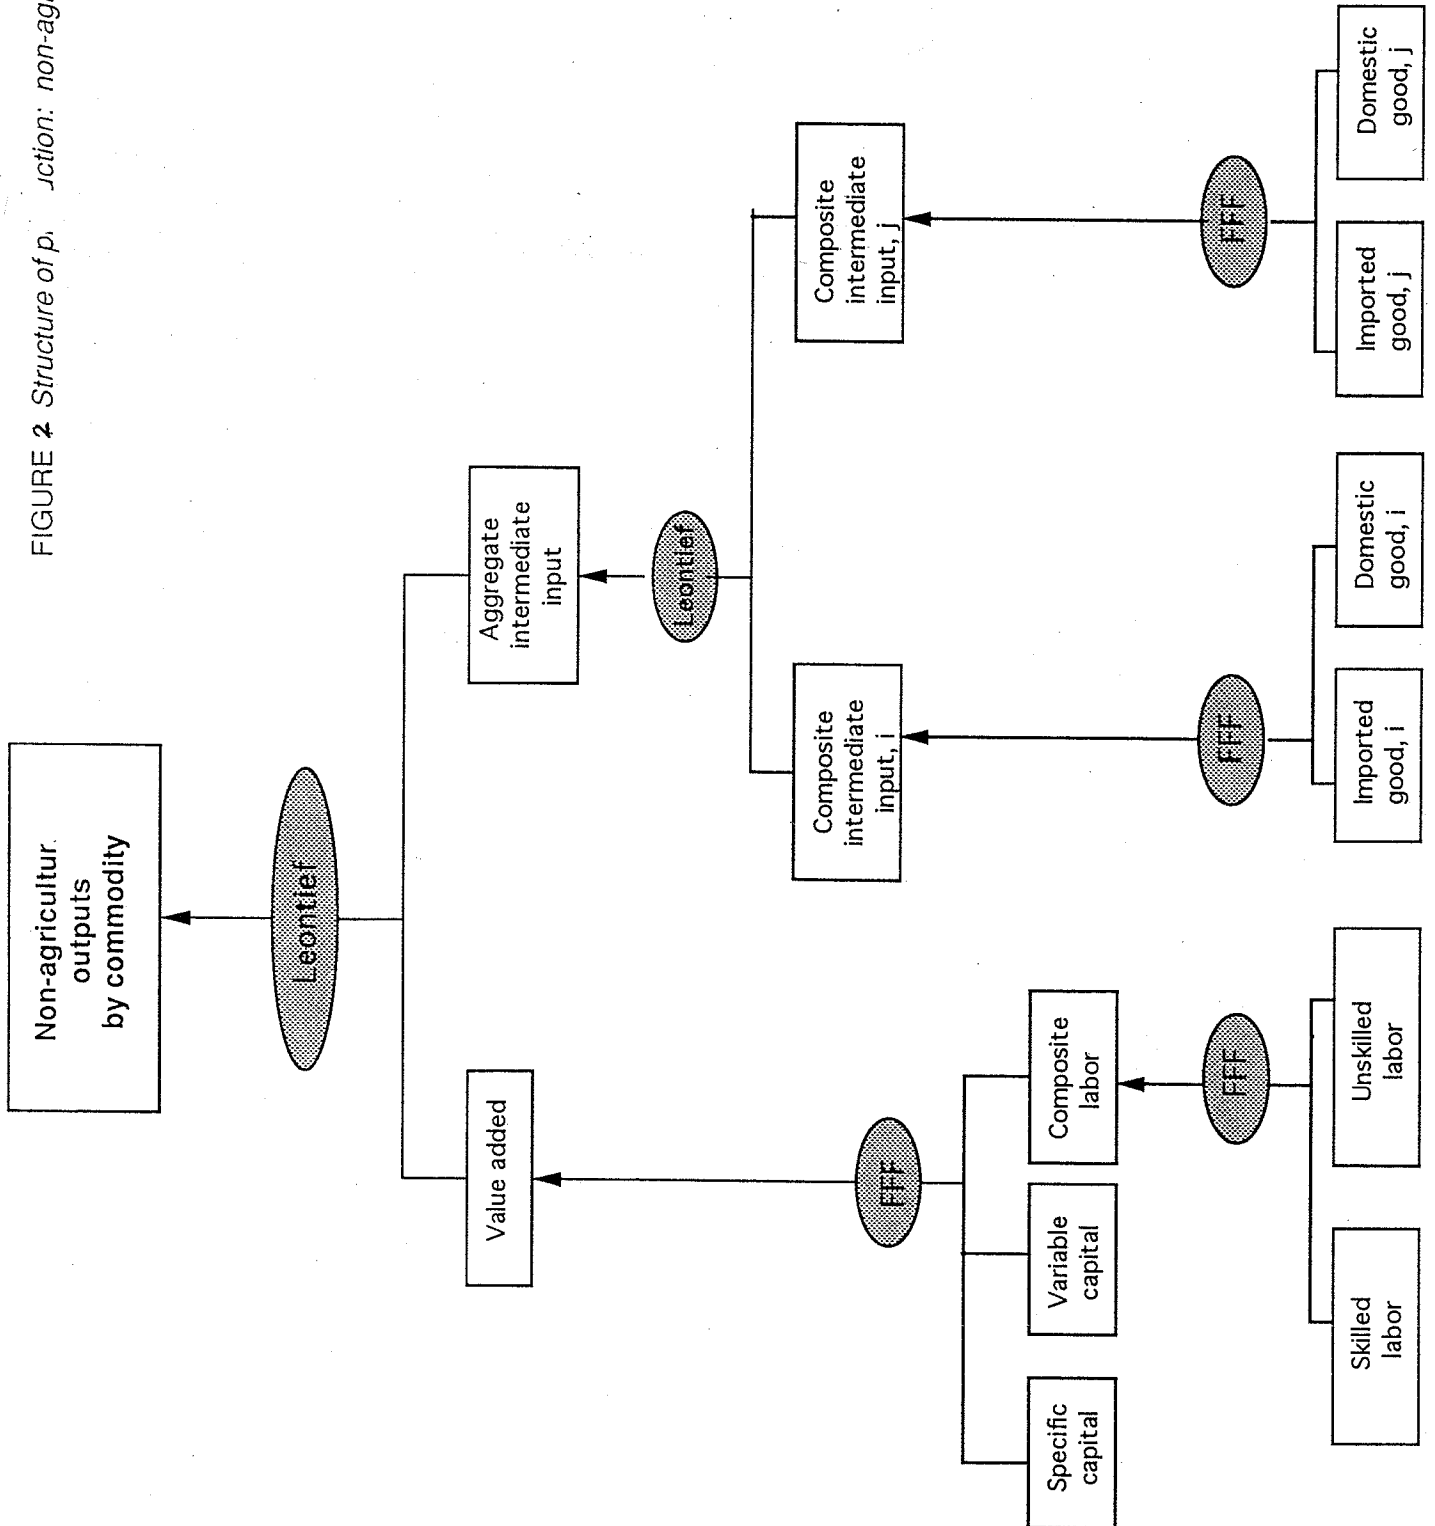 FIGURE 2 Structure of p. uction: non-ag
Non-agricultur.
outputs
by commodity
Leontief
Value added
Aggregate
intermediate
input
Leontief
Composite
intermediate
input, i
Composite
intermediate
input, j
FFF
Specific
capital
Variable
capital
Composite
labor
FFF
FFF
FFF
Skilled
labor
Unskilled
labor
Imported
good, i
Domestic
good, i
Imported
good, j
Domestic
good, j